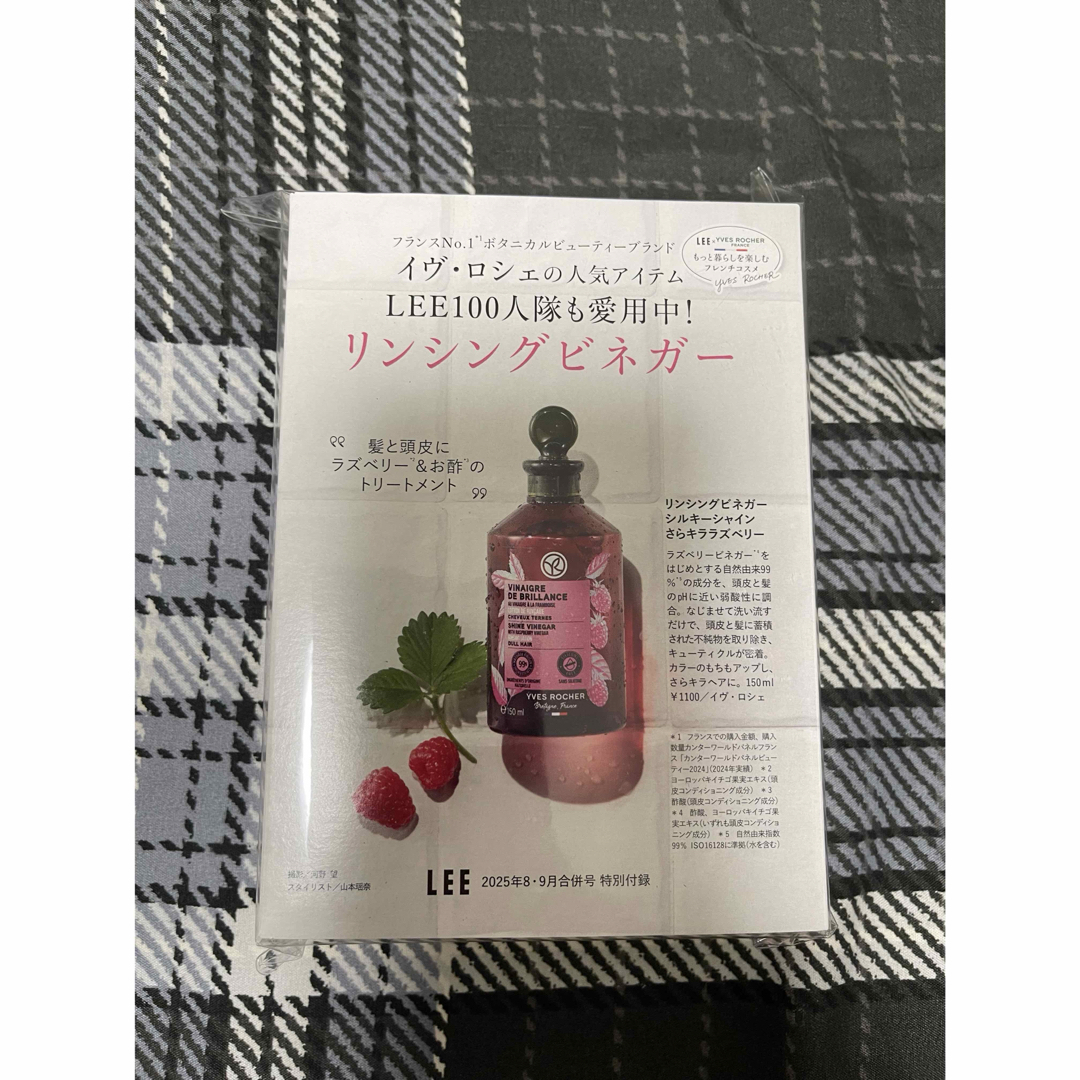 フランスNo.1*1ボタニカルビューティーブランド
イヴ・ロシェの人気アイテム
LEE100人隊も愛用中!
リンシングビネガー
LEE×YVES ROCHER
FRANCE
もっと暮らしを楽しむ
フレンチコスメ
YVES ROCHER
髪と頭皮に
ラズベリー*2&お酢*3の
トリートメント
VINAIGRE
DE BRILLANCE
AU VINAIGRE À LA FRAMBOISE
CHEVEUX TERNES
SHINE VINEGAR
WITH RASPBERRY VINEGAR
DULL HAIR
99%
INGRÉDIENTS D'ORIGINE
NATURELLE
SANS SILICONE
YVES ROCHER
Bretagne, France
℮150 ml
リンシングビネガー
シルキーシャイン
さらキララズベリー
ラズベリービネガー*4を
はじめとする自然由来99
%*5の成分を、頭皮と髪
のpHに近い弱酸性に調
合。なじませて洗い流す
だけで、頭皮と髪に蓄積
された不純物を取り除き、
キューティクルが密着。
カラーのもちもアップし、
さらキラヘアに。150ml
¥1100/イヴ・ロシェ
*1 フランスでの購入金額、購入
数量カンターワールドパネルフラン
ス「カンターワールドパネルビュー
ティー2024」(2024年実績) *2
ヨーロッパキイチゴ果実エキス(頭
皮コンディショニング成分) *3
酢酸(頭皮コンディショニング成分)
*4 酢酸、ヨーロッパキイチゴ果
実エキス(いずれも頭皮コンディショ
ニング成分) *5 自然由来指数
99% ISO16128に準拠(水を含む)
撮影/河野 望
スタイリスト/山本瑶奈
LEE 2025年8・9月合併号 特別付録